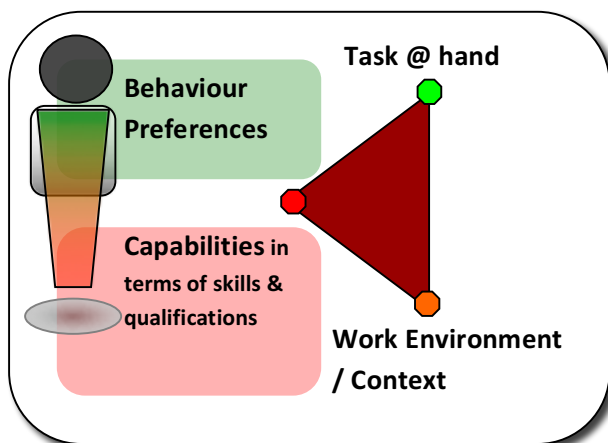 Task @ hand
Behaviour
Preferences
Capabilities in
terms of skills &
qualifications
Work Environment
/ Context